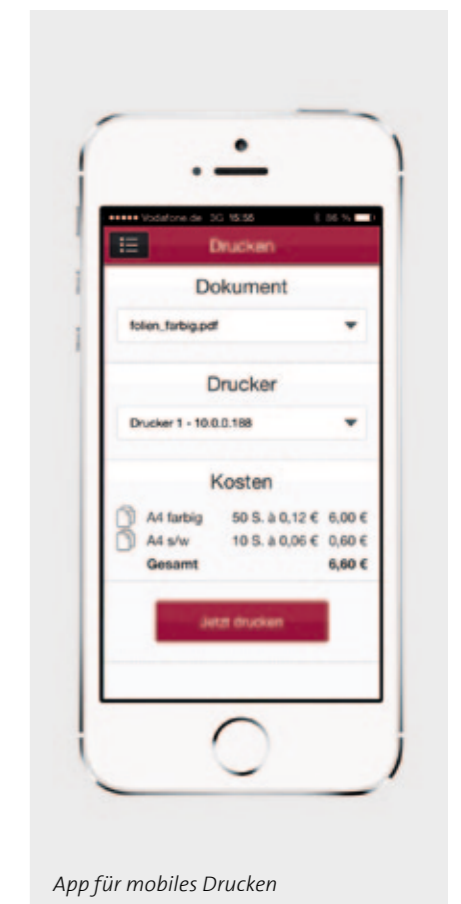 Vodafone.de 3G 15:55 86 %
Drucken
Dokument
folien_farbig.pdf
Drucker
Drucker 1 - 10.0.0.188
Kosten
A4 farbig 50 S. à 0,12 € 6,00 €
A4 s/w 10 S. à 0,06 € 0,60 €
Gesamt 6,60 €
Jetzt drucken
App für mobiles Drucken